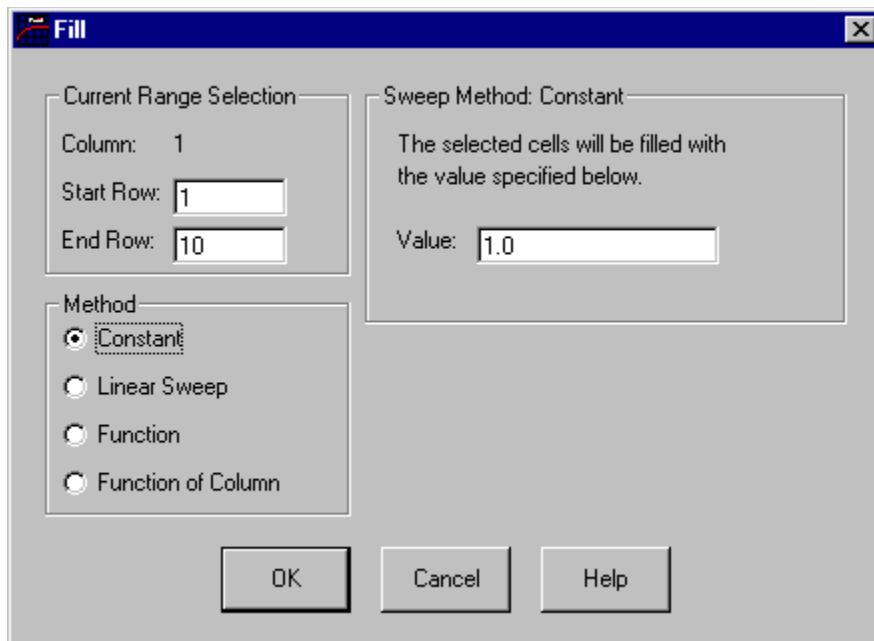 Fill
Current Range Selection
Column: 1
Start Row: 1
End Row: 10
Method
Constant
Linear Sweep
Function
Function of Column
Sweep Method: Constant
The selected cells will be filled with
the value specified below.
Value: 1.0
OK
Cancel
Help